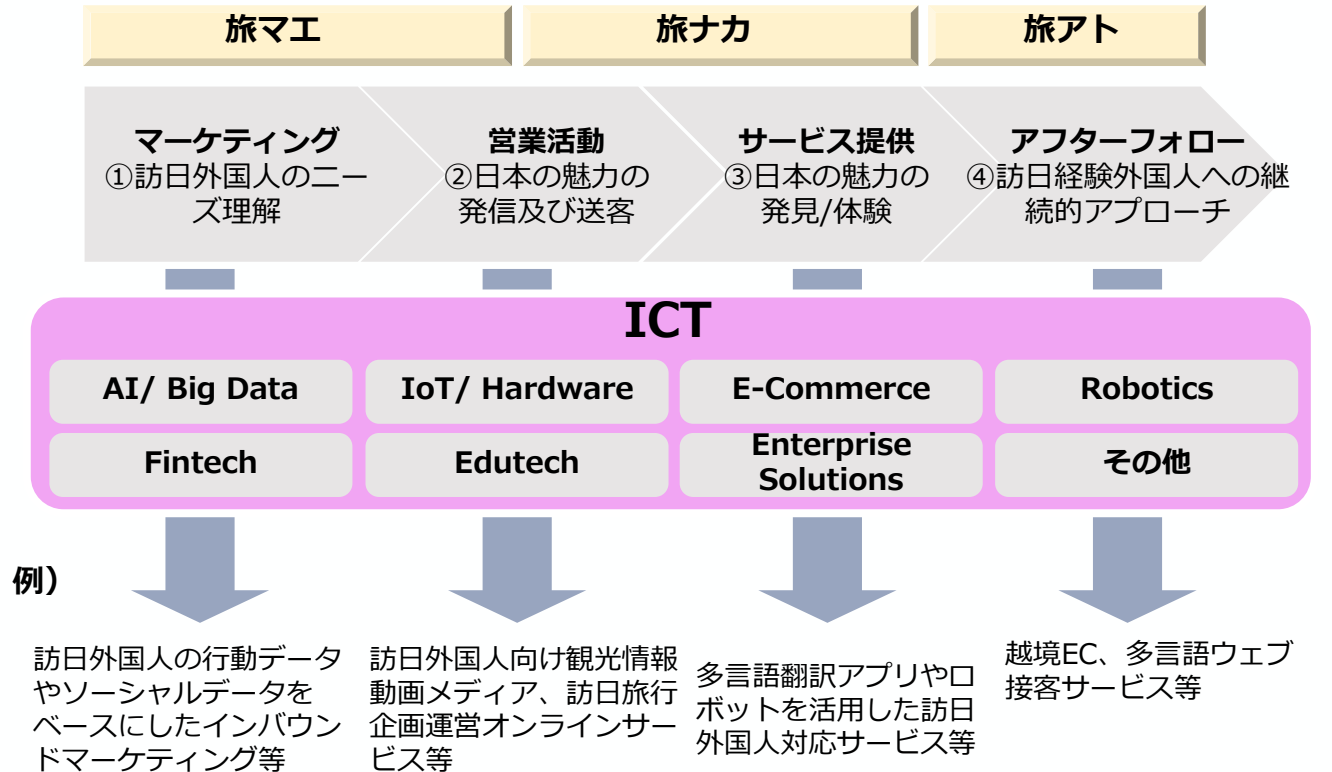 旅マエ
旅ナカ
旅アト
マーケティング
①訪日外国人のニー
ズ理解
営業活動
②日本の魅力の
発信及び送客
サービス提供
③日本の魅力の
発見/体験
アフターフォロー
④訪日経験外国人への継
続的アプローチ
ICT
AI/ Big Data
IoT/ Hardware
E-Commerce
Robotics
Fintech
Edutech
Enterprise
Solutions
その他
例）
訪日外国人の行動データ
やソーシャルデータを
ベースにしたインバウン
ドマーケティング等
訪日外国人向け観光情報
動画メディア、訪日旅行
企画運営オンラインサー
ビス等
多言語翻訳アプリやロ
ボットを活用した訪日
外国人対応サービス等
越境EC、多言語ウェブ
接客サービス等